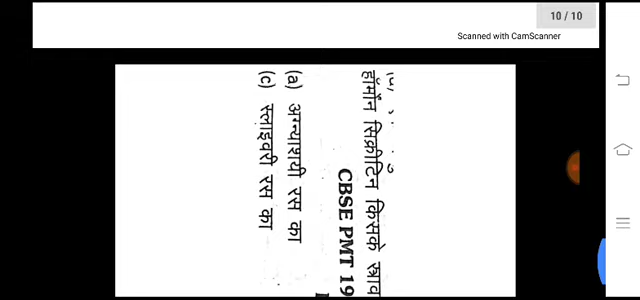 10 / 10
Scanned with CamScanner
हॉर्मोन सिक्रीटिन किसके स्राव
CBSE PMT 19
(a) अग्न्याशयी रस का
(c) स्लाइवरी रस का